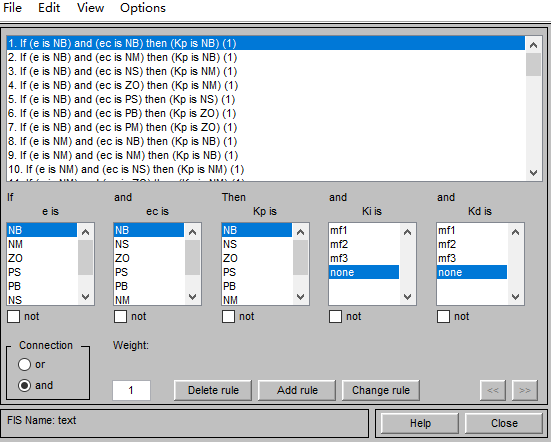 File Edit View Options
1. If (e is NB) and (ec is NB) then (Kp is NB) (1)
2. If (e is NB) and (ec is NM) then (Kp is NB) (1)
3. If (e is NB) and (ec is NS) then (Kp is NM) (1)
4. If (e is NB) and (ec is ZO) then (Kp is NM) (1)
5. If (e is NB) and (ec is PS) then (Kp is NS) (1)
6. If (e is NB) and (ec is PB) then (Kp is ZO) (1)
7. If (e is NB) and (ec is PM) then (Kp is ZO) (1)
8. If (e is NM) and (ec is NB) then (Kp is NB) (1)
9. If (e is NM) and (ec is NM) then (Kp is NB) (1)
10. If (e is NM) and (ec is NS) then (Kp is NM) (1)
11. If (e is NM) and (ec is ZO) then (Kp is NM) (1)
If and Then and and
e is ec is Kp is Ki is Kd is
NB NB NB mf1 mf1
NM NS NS mf2 mf2
ZO ZO ZO mf3 mf3
PS PS PS none none
PB PB PB
NS NM NM
not not not not not
Connection Weight:
or
and 1 Delete rule Add rule Change rule << >>
FIS Name: text Help Close